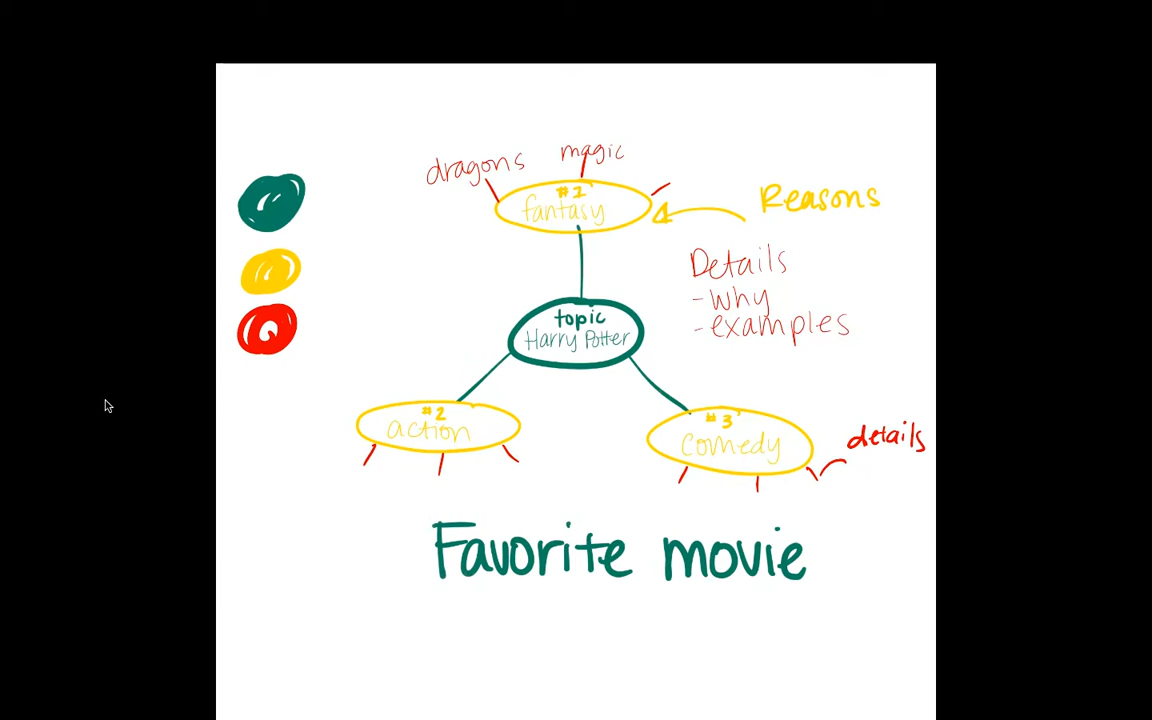 dragons magic
#1
fantasy
Reasons
Details
-why
-examples
topic
Harry Potter
#2
action
#3
comedy
details
Favorite movie